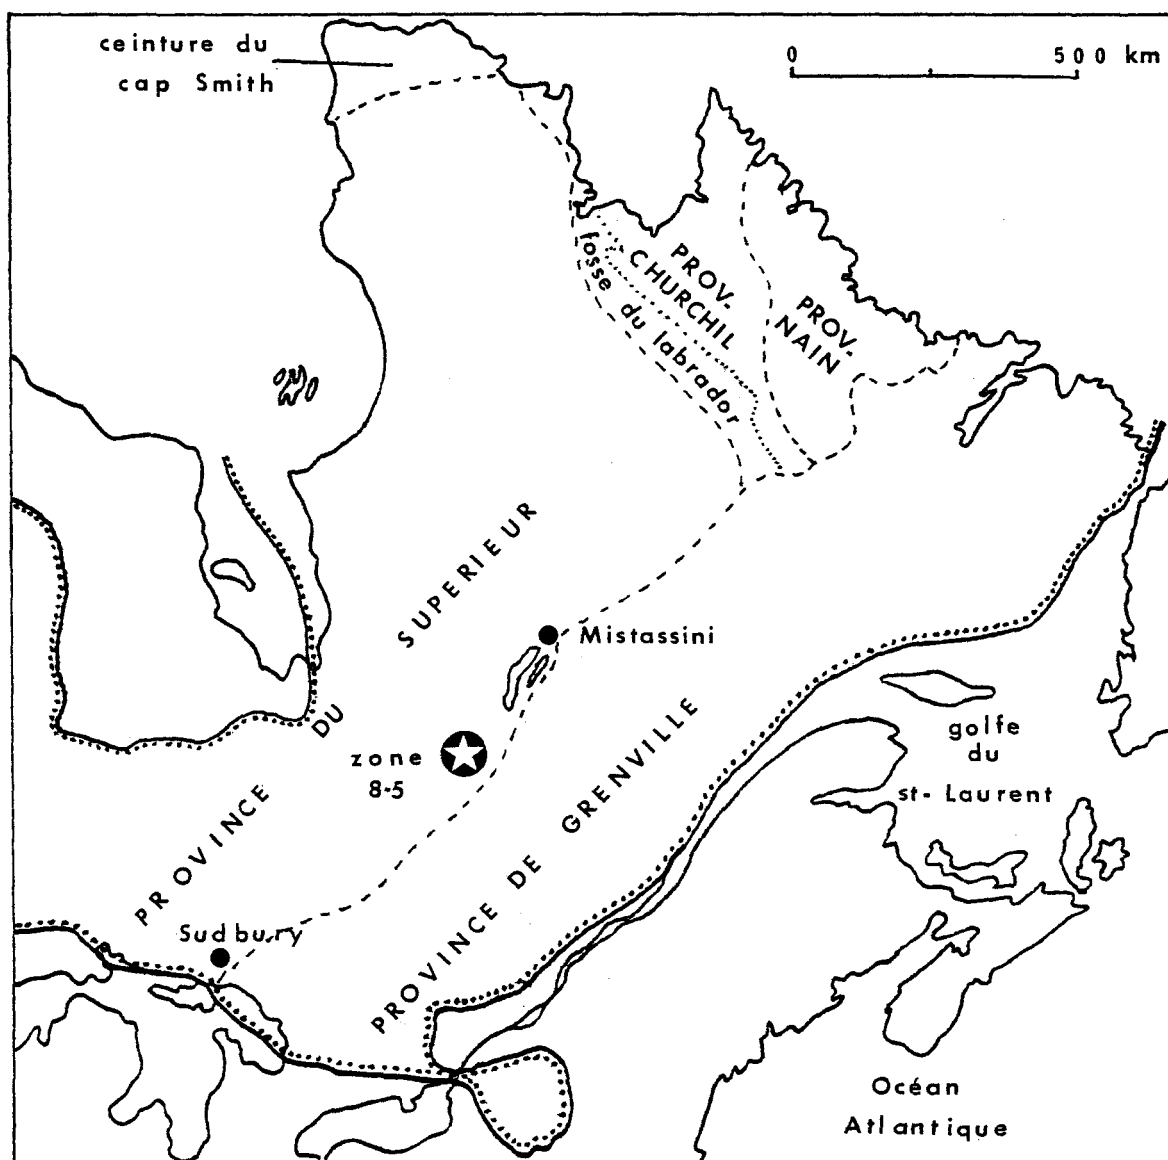 ceinture du
cap Smith
0 500 km
PROV-
CHURCHIL
PROV-
NAIN
fosse du labrador
PROVINCE DU SUPERIEUR
Mistassini
zone
8-5
PROVINCE DE GRENVILLE
golfe
du
st-Laurent
Sudbury
Océan
Atlantique